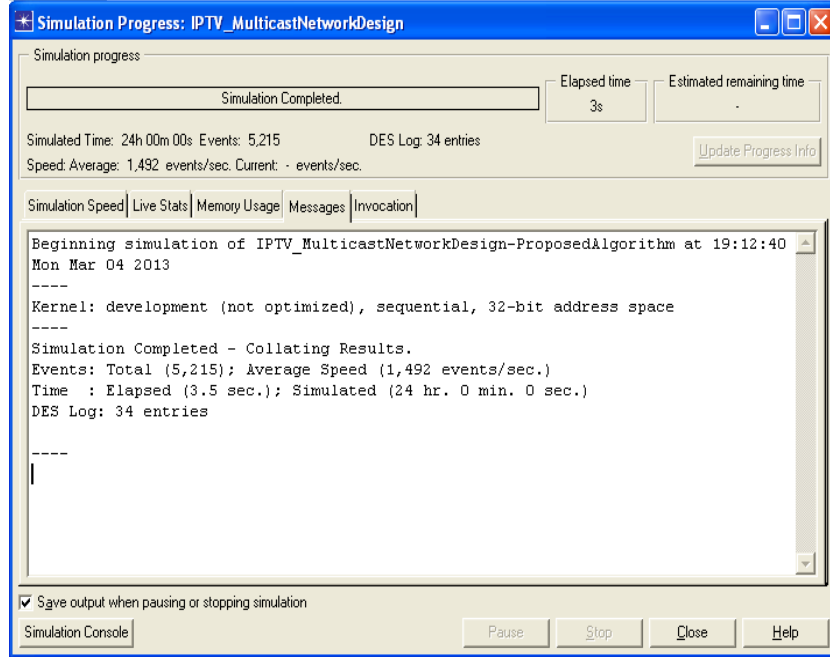 Simulation Progress: IPTV_MulticastNetworkDesign
Simulation progress
Simulation Completed.
Elapsed time
3s
Estimated remaining time
-
Simulated Time: 24h 00m 00s Events: 5,215 DES Log: 34 entries
Speed: Average: 1,492 events/sec. Current: - events/sec.
Update Progress Info
Simulation Speed Live Stats Memory Usage Messages Invocation
Beginning simulation of IPTV_MulticastNetworkDesign-ProposedAlgorithm at 19:12:40
Mon Mar 04 2013
----
Kernel: development (not optimized), sequential, 32-bit address space
----
Simulation Completed - Collating Results.
Events: Total (5,215); Average Speed (1,492 events/sec.)
Time : Elapsed (3.5 sec.); Simulated (24 hr. 0 min. 0 sec.)
DES Log: 34 entries
----
Save output when pausing or stopping simulation
Simulation Console Pause Stop Close Help